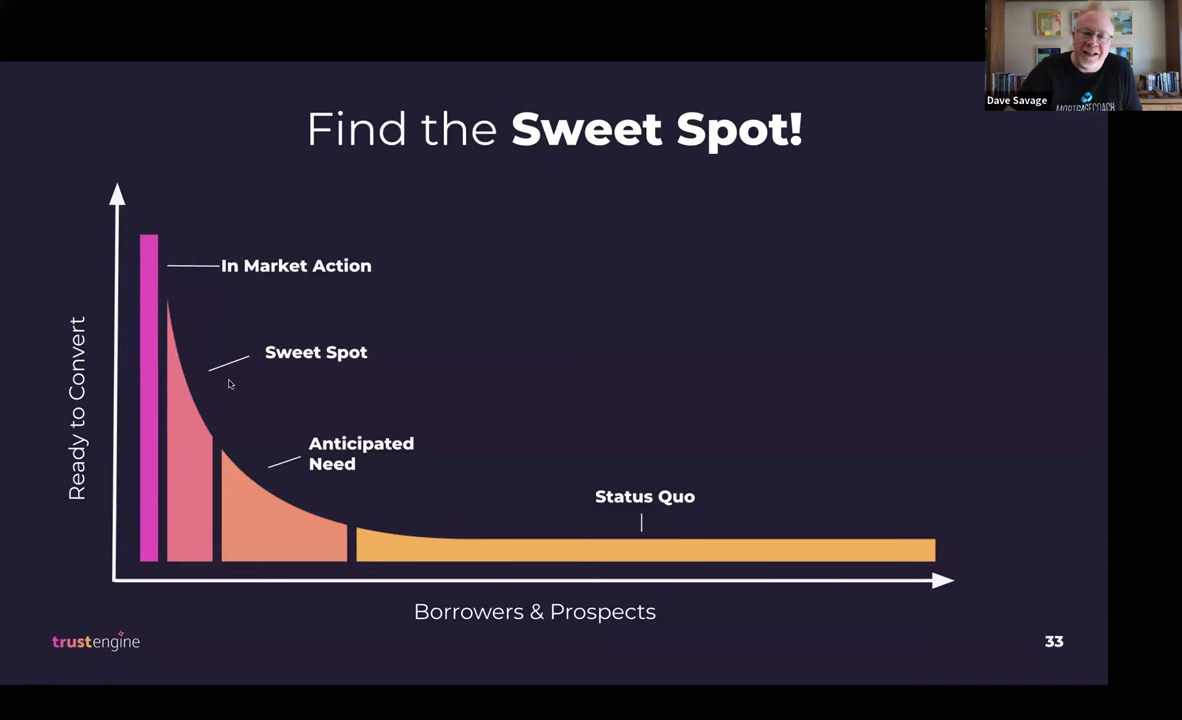 Dave Savage
MORTGAGECOACH
Find the Sweet Spot!
In Market Action
Sweet Spot
Anticipated
Need
Status Quo
Ready to Convert
Borrowers & Prospects
trustengine
33